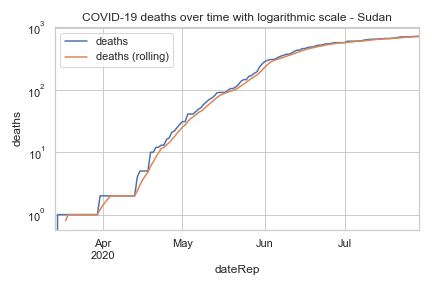 COVID-19 deaths over time with logarithmic scale - Sudan
10³
deaths
deaths (rolling)
10²
deaths
10¹
10⁰
Apr May Jun Jul
2020
dateRep